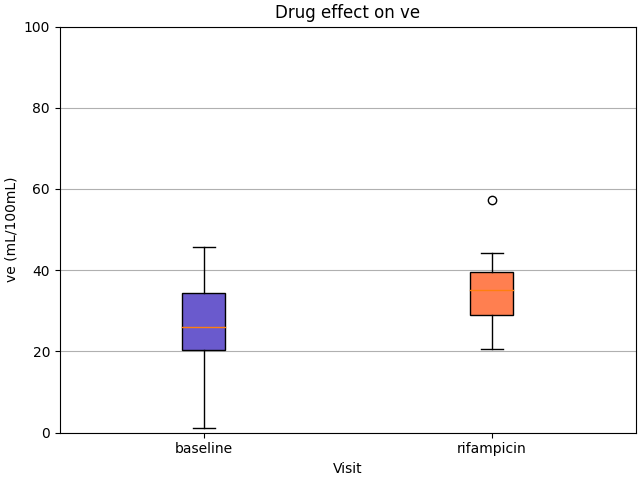 Drug effect on ve
100
80
60
40
20
0
ve (mL/100mL)
baseline
rifampicin
Visit